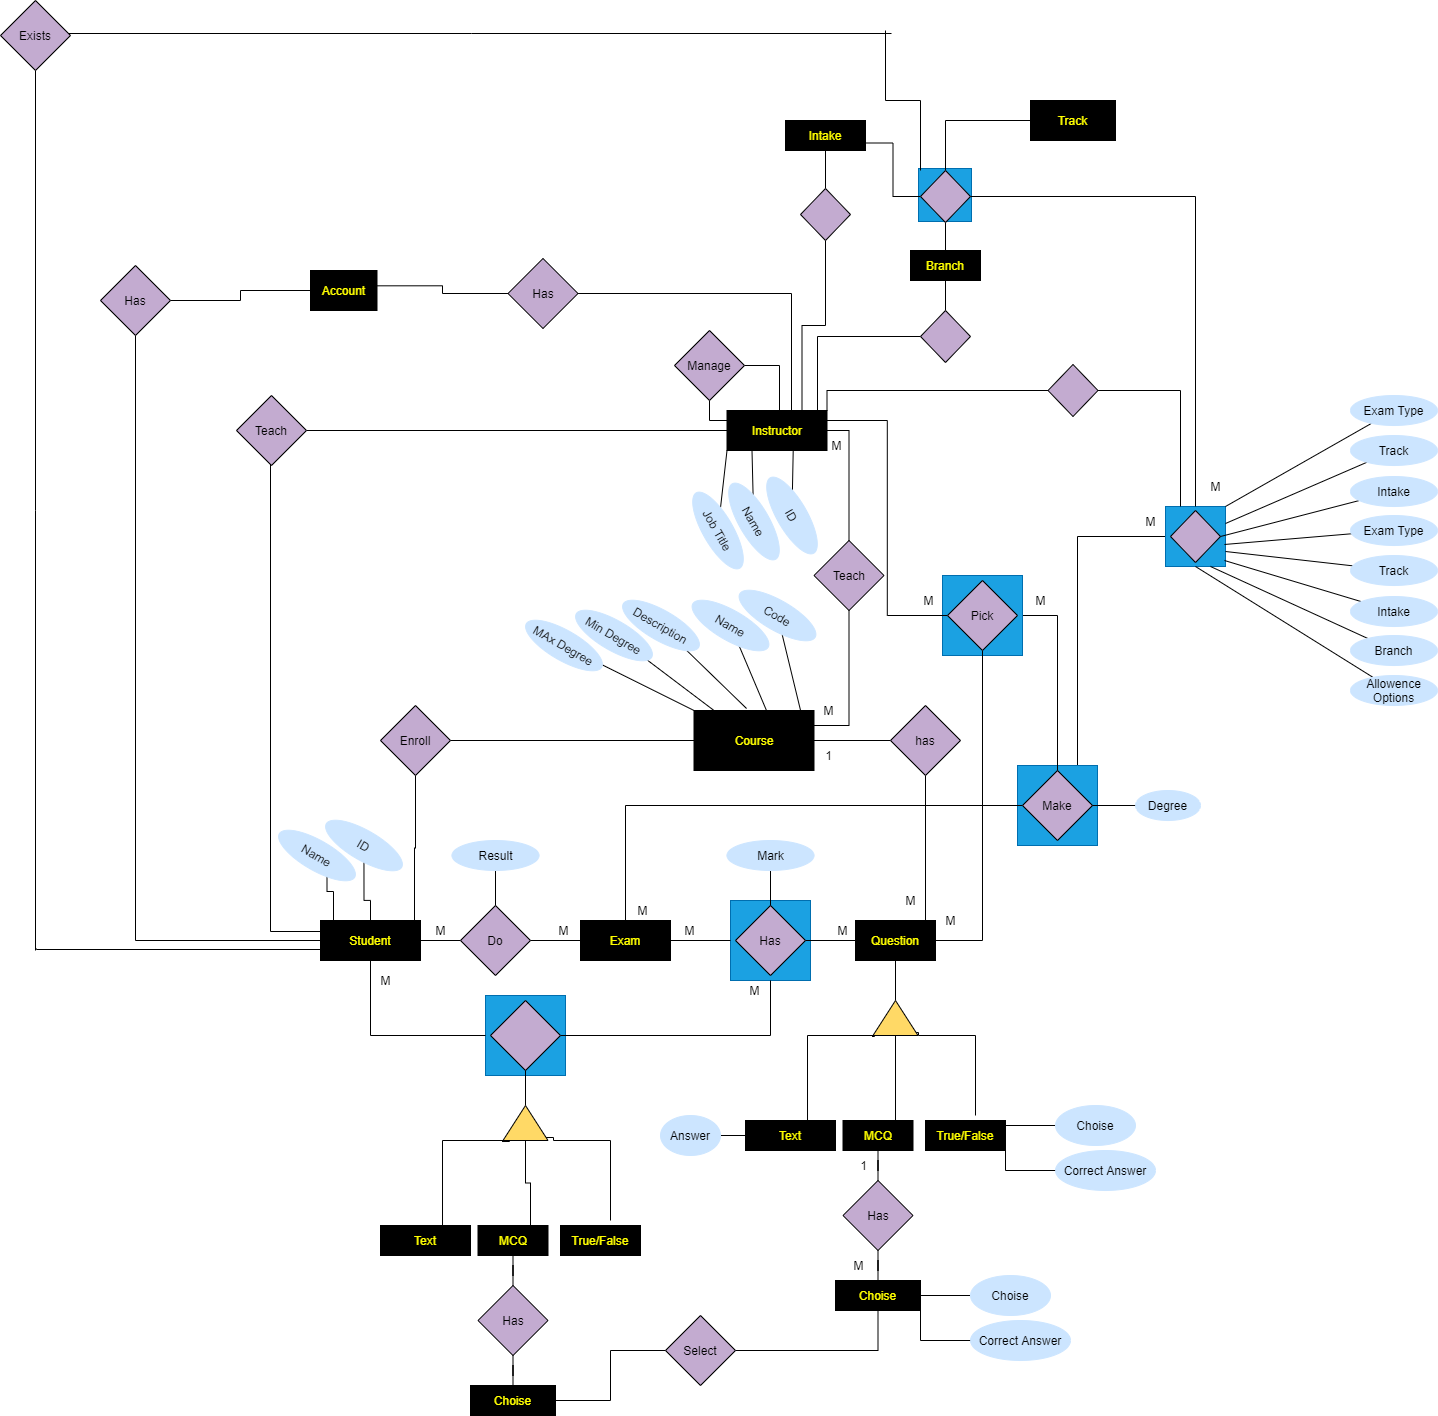 Exists
Track
Intake
Branch
Has
Account
Has
Manage
Exam Type
Teach
Instructor
M
Track
M
Intake
Job Title
Name
ID
M
Exam Type
Teach
Track
M
M
Pick
Intake
Code
Name
Description
Min Degree
MAx Degree
Branch
Allowence
Options
M
Enroll
Course
has
1
Make
Degree
Name
ID
Result
Mark
M
M
M
Student
M
Do
M
Exam
M
Has
M
Question
M
M
Answer
Text
MCQ
True/False
Choise
1
Correct Answer
Has
Text
MCQ
True/False
M
Choise
Choise
Has
Correct Answer
Select
Choise